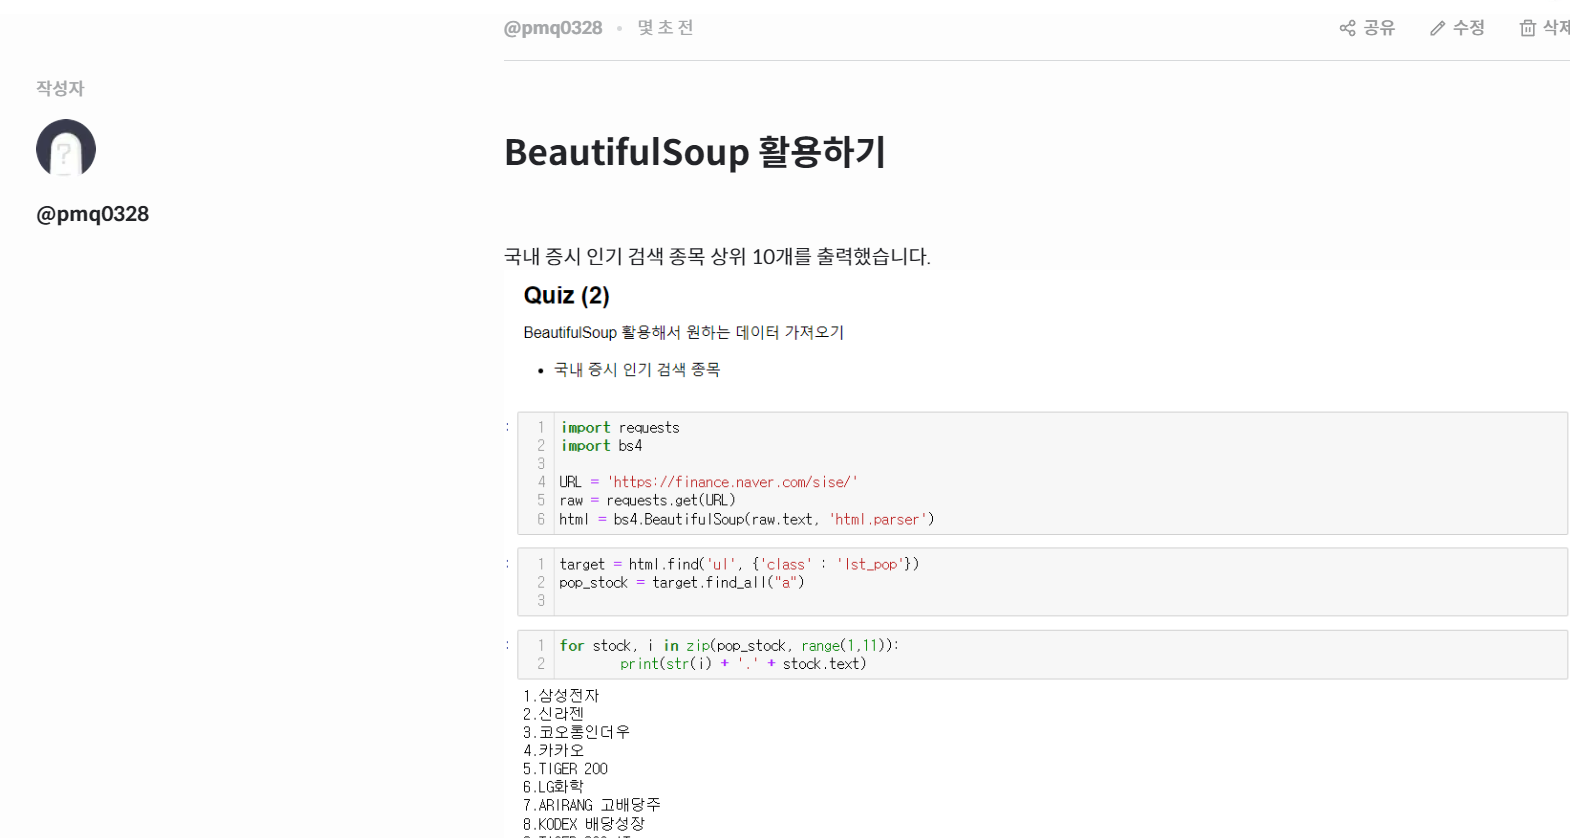 @pmq0328 • 몇 초 전
공유
수정
삭제
작성자
@pmq0328
BeautifulSoup 활용하기
국내 증시 인기 검색 종목 상위 10개를 출력했습니다.
Quiz (2)
BeautifulSoup 활용해서 원하는 데이터 가져오기
• 국내 증시 인기 검색 종목
:
1 import requests
2 import bs4
3
4 URL = 'https://finance.naver.com/sise/'
5 raw = requests.get(URL)
6 html = bs4.BeautifulSoup(raw.text, 'html.parser')
:
1 target = html.find('ul', {'class' : 'lst_pop'})
2 pop_stock = target.find_all("a")
3
:
1 for stock, i in zip(pop_stock, range(1,11)):
2 print(str(i) + '.' + stock.text)
1.삼성전자
2.신라젠
3.코오롱인더우
4.카카오
5.TIGER 200
6.LG화학
7.ARIRANG 고배당주
8.KODEX 배당성장